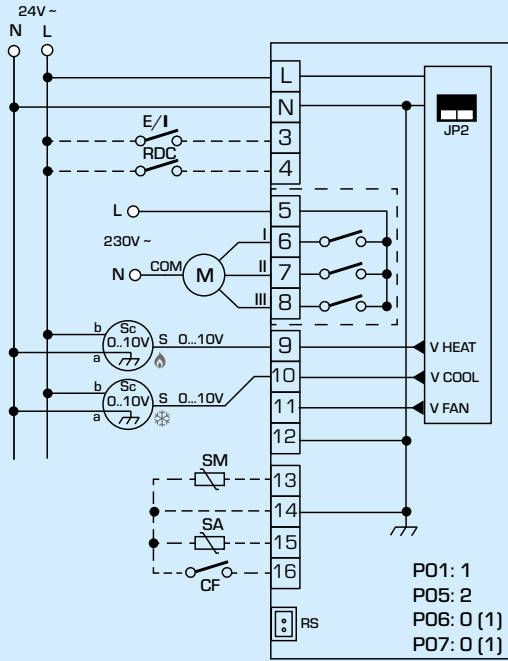 24V~
N L
L
N
JP2
E/I
3
RDC
4
L
5
230V~
I
6
N COM M II
7
III
8
b Sc
0..10V S 0...10V
a
9
V HEAT
10
V COOL
b Sc
0..10V S 0...10V
a
11
V FAN
12
SM
13
14
SA
15
16
CF
RS
P01: 1
P05: 2
P06: 0 (1)
P07: 0 (1)